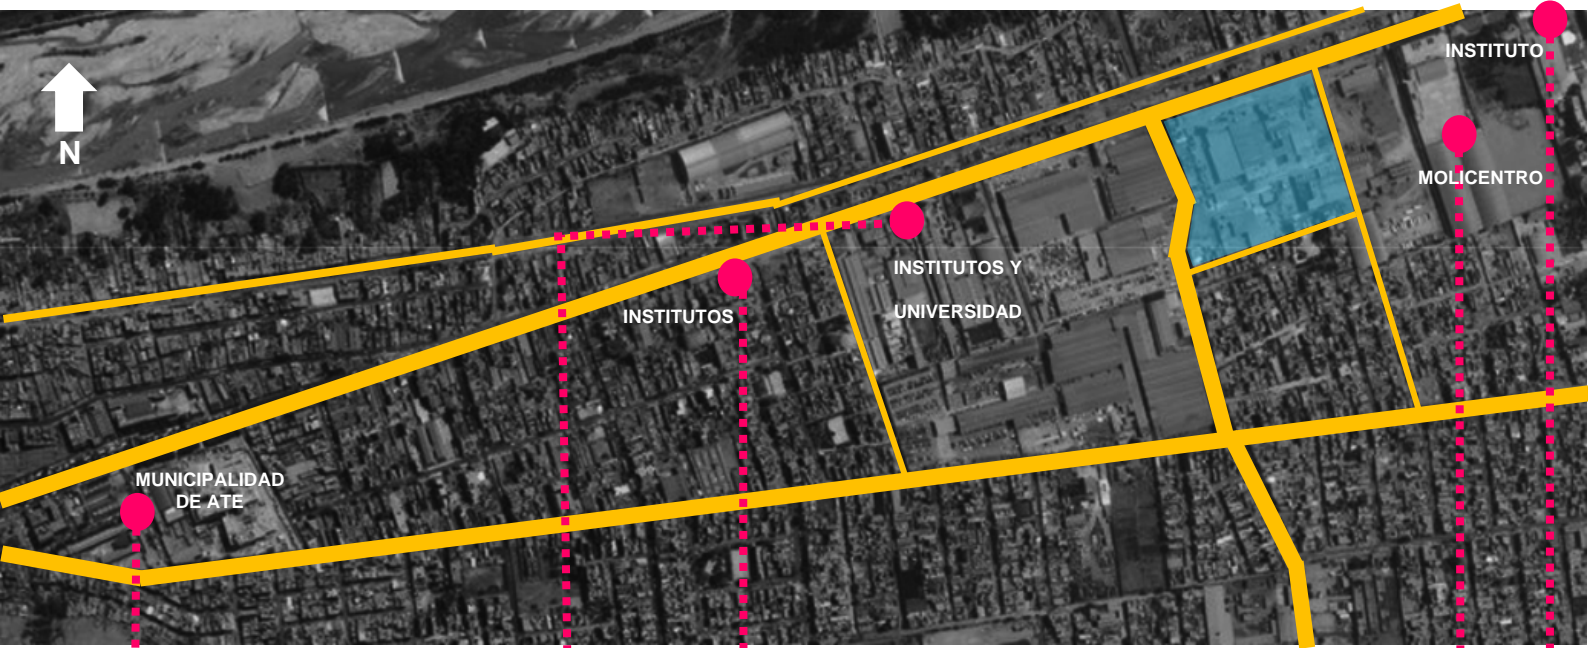 INSTITUTO
N
MOLICENTRO
INSTITUTOS Y
UNIVERSIDAD
INSTITUTOS
MUNICIPALIDAD
DE ATE